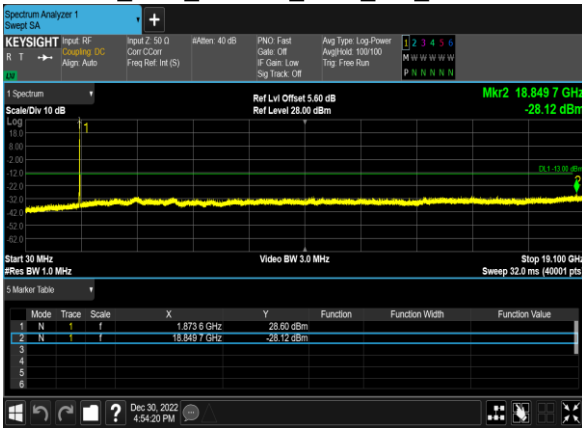 Spectrum Analyzer 1
Swept SA
KEYSIGHT Input: RF Input Z: 50 Ω #Atten: 40 dB PNO: Fast Avg Type: Log-Power 1 2 3 4 5 6
R T Coupling: DC Corr CCorr Gate: Off Avg|Hold: 100/100 M W W W W W
Align: Auto Freq Ref: Int (S) IF Gain: Low Trig: Free Run
LXI Sig Track: Off P N N N N N
1 Spectrum Ref Lvl Offset 5.60 dB Mkr2 18.849 7 GHz
Scale/Div 10 dB Ref Level 28.00 dBm -28.12 dBm
Log
1
18.0
8.00
-2.00
-12.0 DL1 -13.00 dBm
-22.0 2
-32.0
-42.0
-52.0
-62.0
Start 30 MHz Video BW 3.0 MHz Stop 19.100 GHz
#Res BW 1.0 MHz Sweep 32.0 ms (40001 pts
5 Marker Table
Mode Trace Scale X Y Function Function Width Function Value
1 N 1 f 1.873 6 GHz 28.60 dBm
2 N 1 f 18.849 7 GHz -28.12 dBm
3
4
5
6
? Dec 30, 2022
4:54:20 PM